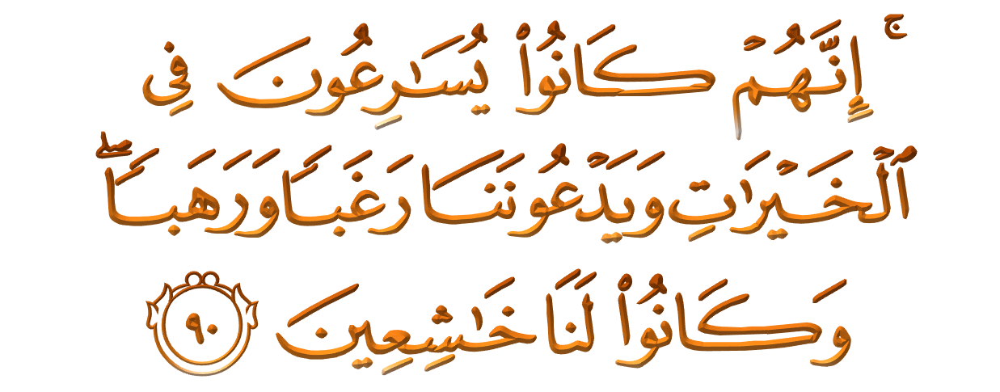 ۚ إِنَّهُمْ كَانُوا۟ يُسَـٰرِعُونَ فِى
ٱلْخَيْرَٰتِ وَيَدْعُونَنَا رَغَبًا وَرَهَبًا ۖ
وَكَانُوا۟ لَنَا خَـٰشِعِينَ ٩٠